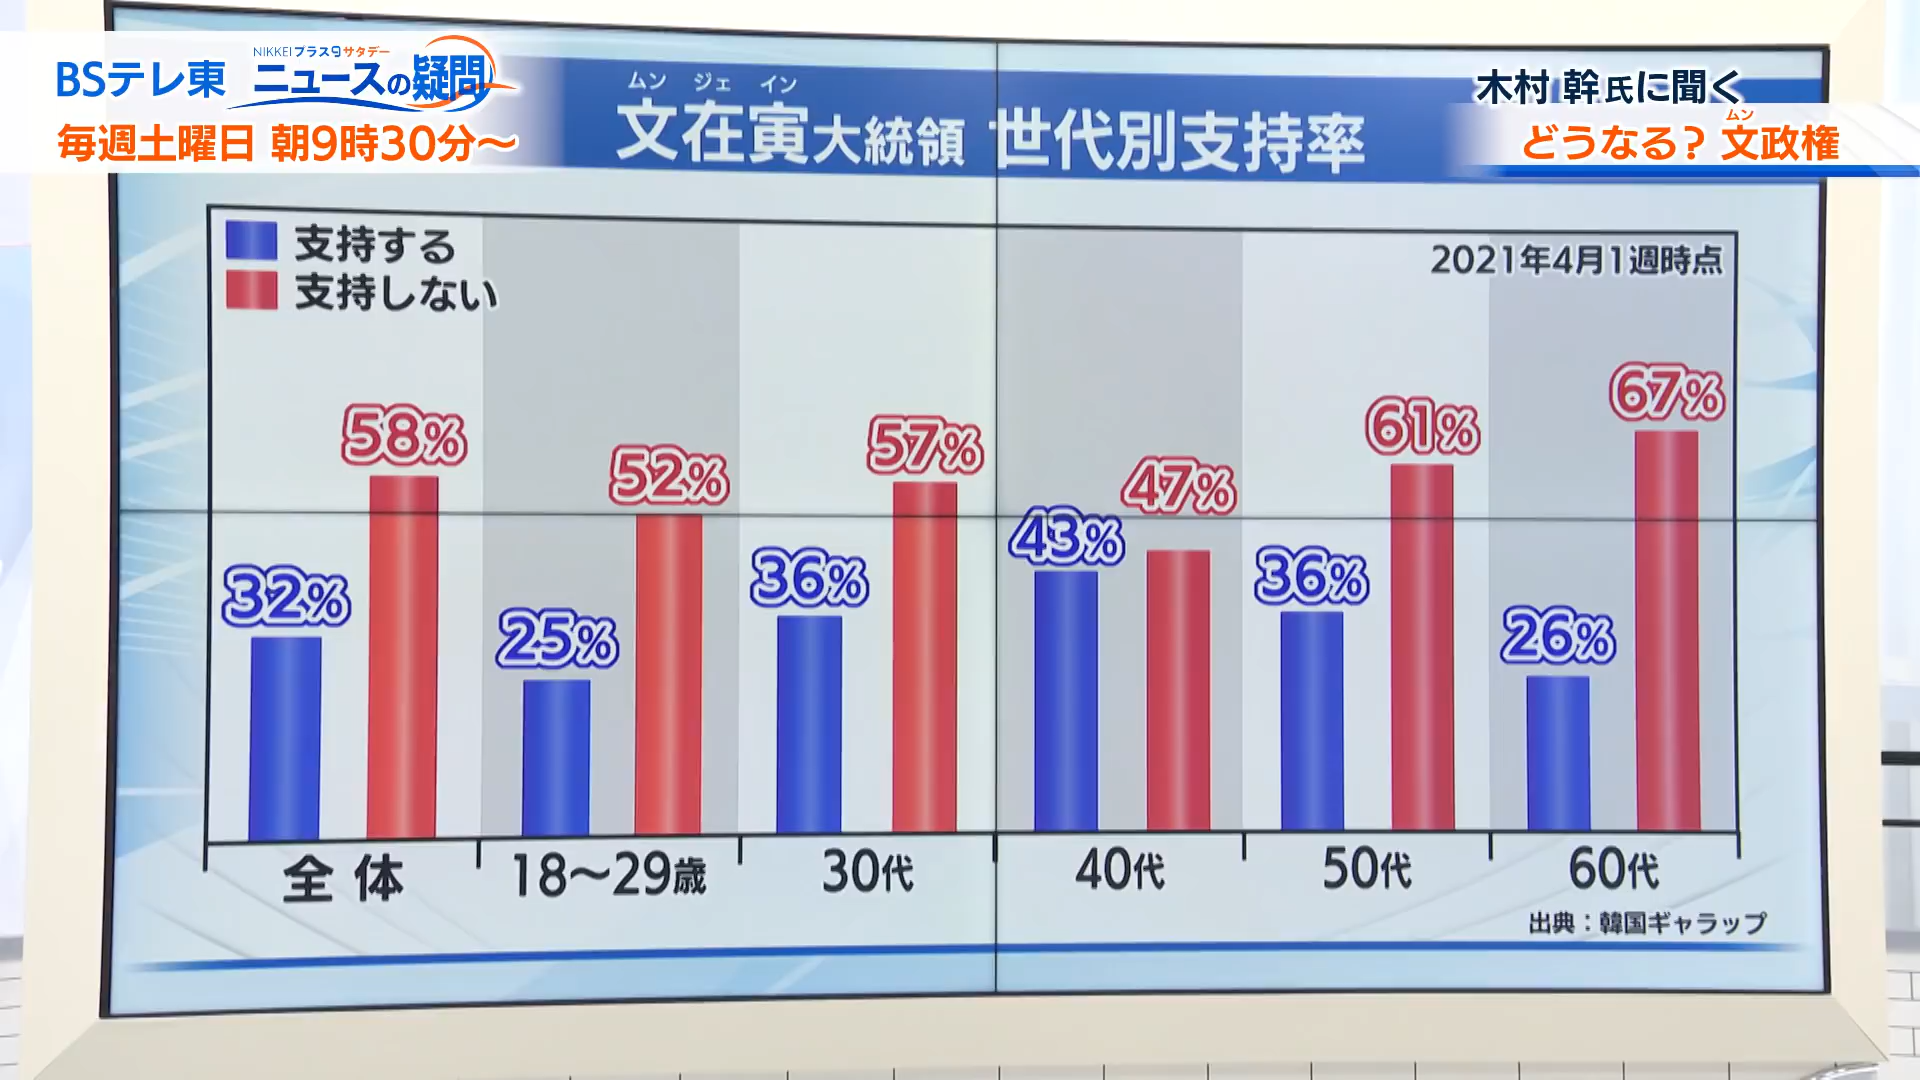 BSテレ東
NIKKEIプラス9サタデー
ニュースの疑問
毎週土曜日 朝9時30分〜
木村 幹氏に聞く
ムン
どうなる? 文政権
ムン ジェ イン
文在寅大統領 世代別支持率
支持する
支持しない
2021年4月1週時点
58%
52%
57%
47%
61%
67%
32%
25%
36%
43%
36%
26%
全体
18〜29歳
30代
40代
50代
60代
出典:韓国ギャラップ